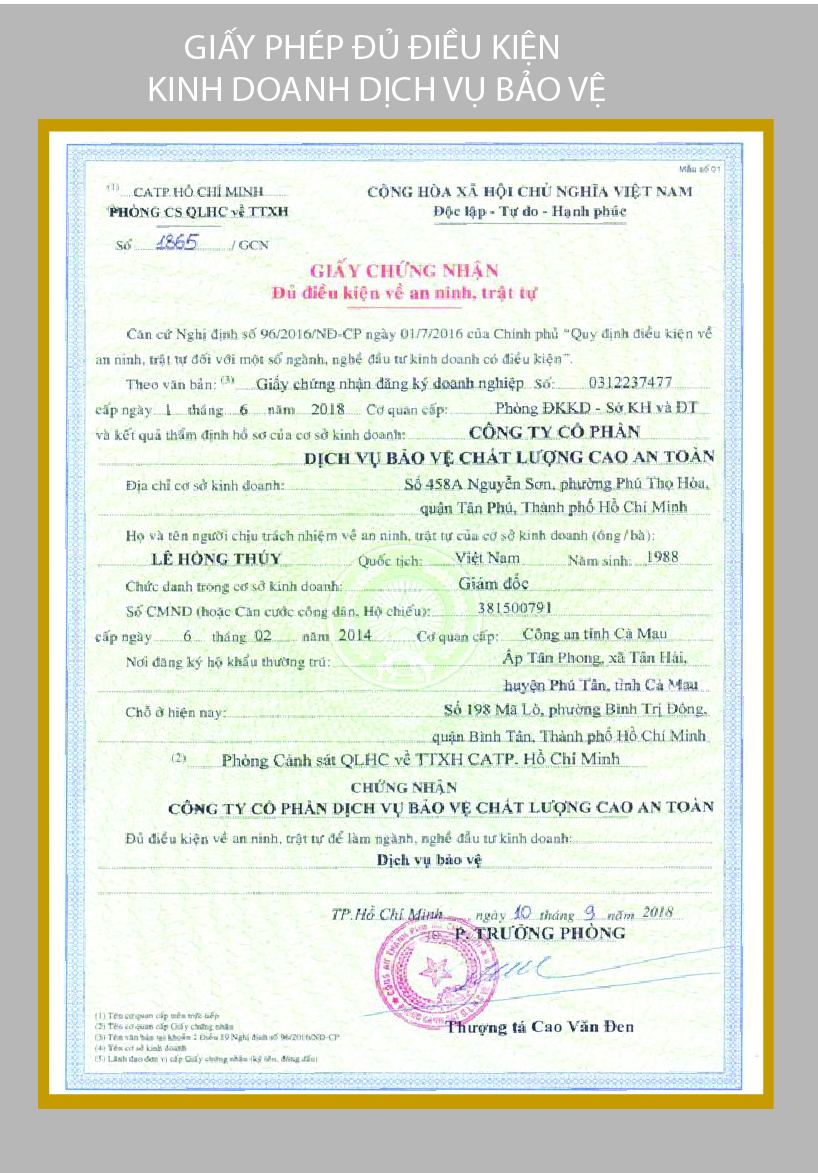 GIẤY PHÉP ĐỦ ĐIỀU KIỆN
KINH DOANH DỊCH VỤ BẢO VỆ
Mẫu số 01
(1) CATP. HỒ CHÍ MINH
PHÒNG CS QLHC về TTXH
Số 1865 / GCN
CỘNG HÒA XÃ HỘI CHỦ NGHĨA VIỆT NAM
Độc lập - Tự do - Hạnh phúc
GIẤY CHỨNG NHẬN
Đủ điều kiện về an ninh, trật tự
Căn cứ Nghị định số 96/2016/NĐ-CP ngày 01/7/2016 của Chính phủ “Quy định điều kiện về
an ninh, trật tự đối với một số ngành, nghề đầu tư kinh doanh có điều kiện”.
Theo văn bản: (3) Giấy chứng nhận đăng ký doanh nghiệp Số: 0312237477
cấp ngày 1 tháng 6 năm 2018 Cơ quan cấp: Phòng ĐKKD - Sở KH và ĐT
và kết quả thẩm định hồ sơ của cơ sở kinh doanh: CÔNG TY CỔ PHẦN
DỊCH VỤ BẢO VỆ CHẤT LƯỢNG CAO AN TOÀN
Địa chỉ cơ sở kinh doanh: Số 458A Nguyễn Sơn, phường Phú Thọ Hòa,
quận Tân Phú, Thành phố Hồ Chí Minh
Họ và tên người chịu trách nhiệm về an ninh, trật tự của cơ sở kinh doanh (ông/bà):
LÊ HỒNG THÚY Quốc tịch: Việt Nam Năm sinh: 1988
Chức danh trong cơ sở kinh doanh: Giám đốc
Số CMND (hoặc Căn cước công dân, Hộ chiếu): 381500791
cấp ngày 6 tháng 02 năm 2014 Cơ quan cấp: Công an tỉnh Cà Mau
Nơi đăng ký hộ khẩu thường trú: Ấp Tân Phong, xã Tân Hải,
huyện Phú Tân, tỉnh Cà Mau
Chỗ ở hiện nay: Số 198 Mã Lò, phường Bình Trị Đông,
quận Bình Tân, Thành phố Hồ Chí Minh
(2) Phòng Cảnh sát QLHC về TTXH CATP. Hồ Chí Minh
CHỨNG NHẬN
CÔNG TY CỔ PHẦN DỊCH VỤ BẢO VỆ CHẤT LƯỢNG CAO AN TOÀN
Đủ điều kiện về an ninh, trật tự để làm ngành, nghề đầu tư kinh doanh:
Dịch vụ bảo vệ
TP. Hồ Chí Minh, ngày 10 tháng 9 năm 2018
P. TRƯỞNG PHÒNG
Thượng tá Cao Văn Đen
(1) Tên cơ quan cấp trên trực tiếp
(2) Tên cơ quan cấp Giấy chứng nhận
(3) Tên văn bản tại khoản 2 Điều 19 Nghị định số 96/2016/NĐ-CP
(4) Tên cơ sở kinh doanh
(5) Lãnh đạo đơn vị cấp Giấy chứng nhận (ký tên, đóng dấu)